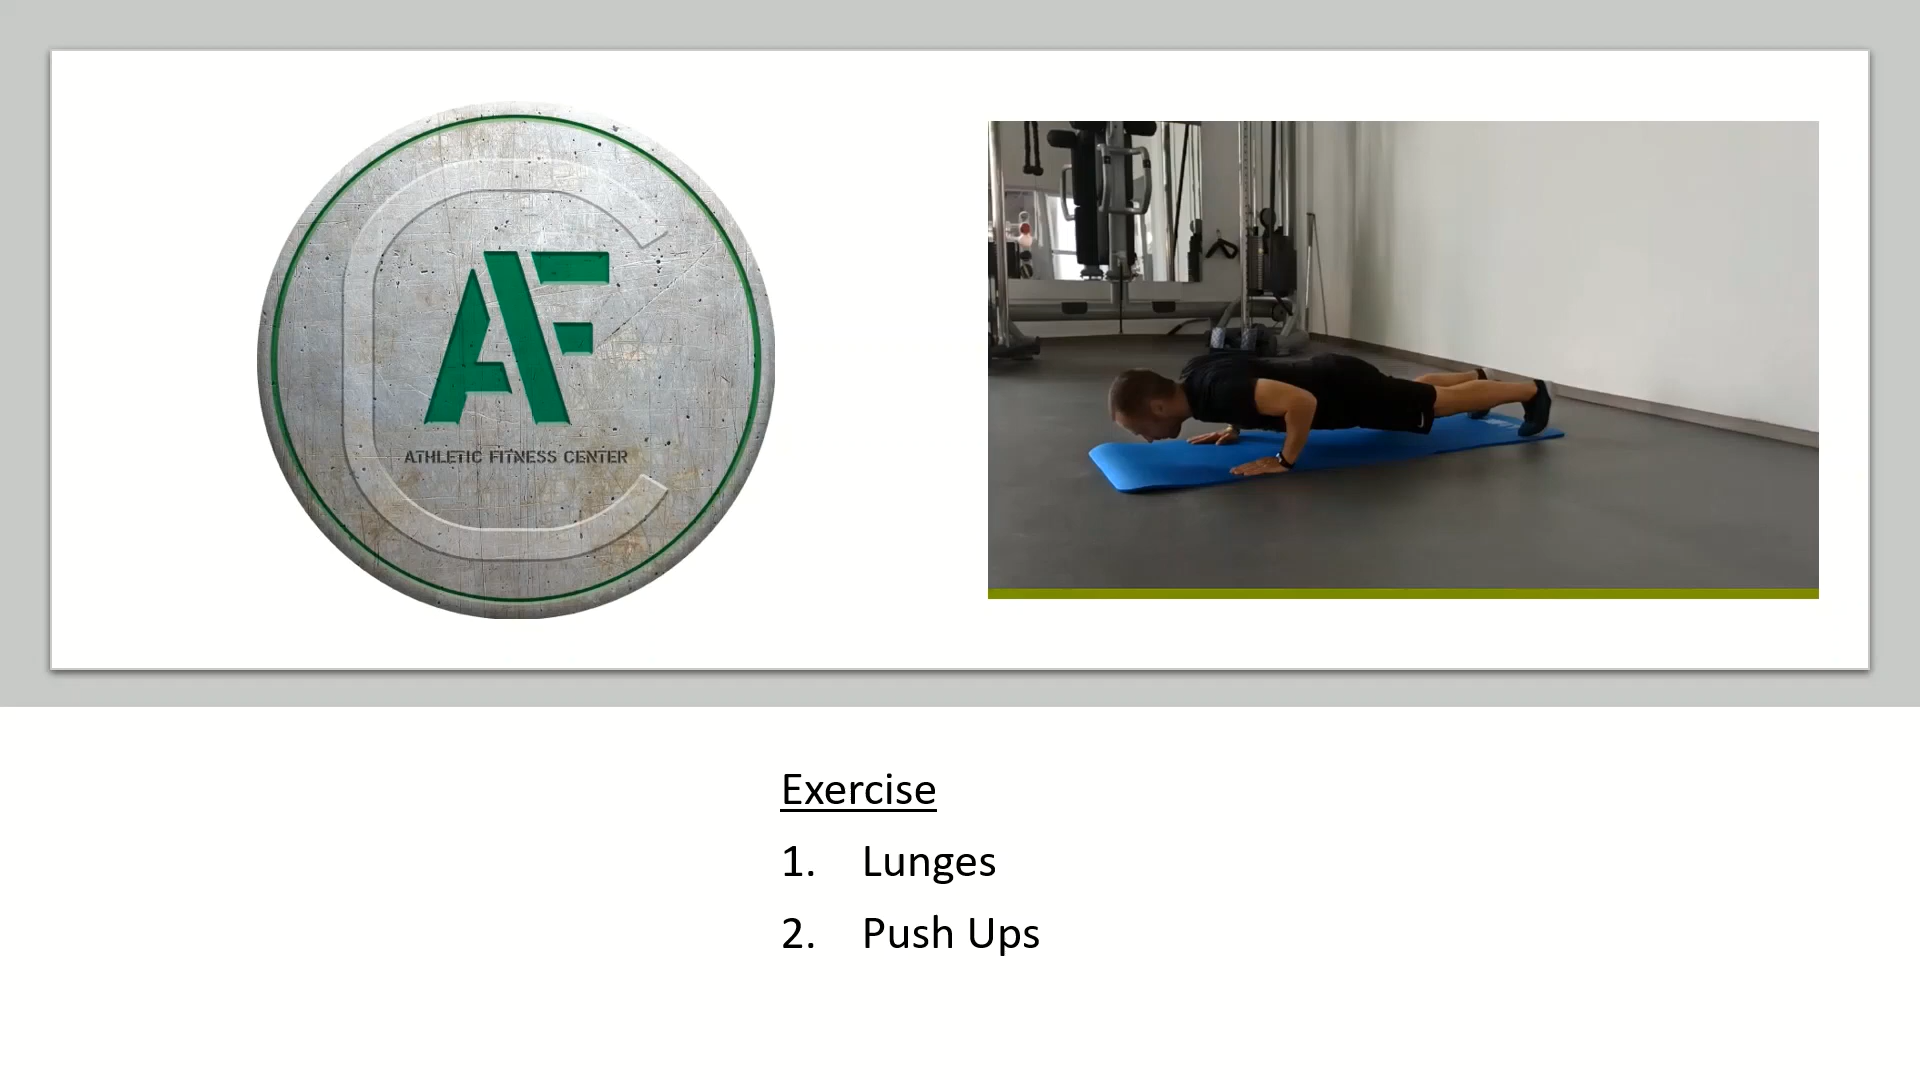 AF
ATHLETIC FITNESS CENTER
Exercise
1. Lunges
2. Push Ups